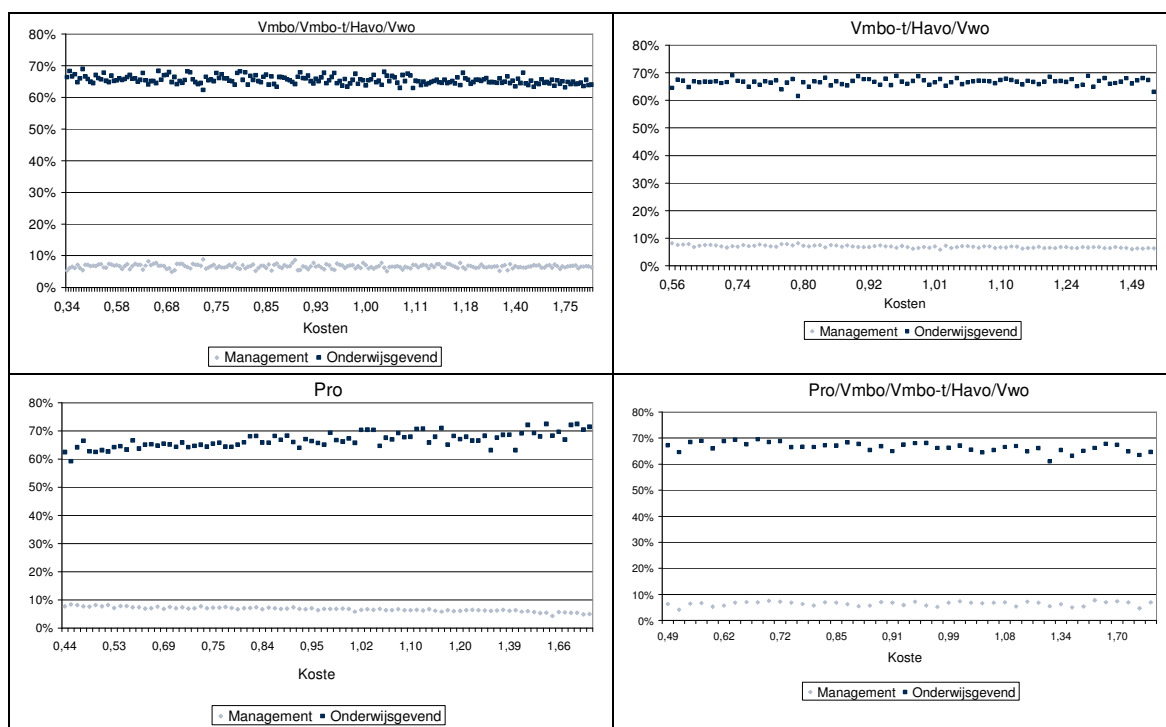 Vmbo/Vmbo-t/Havo/Vwo
80%
70%
60%
50%
40%
30%
20%
10%
0%
0,34 0,58 0,68 0,75 0,85 0,93 1,00 1,11 1,18 1,40 1,75
Kosten
Management Onderwijsgevend
Vmbo-t/Havo/Vwo
80%
70%
60%
50%
40%
30%
20%
10%
0%
0,56 0,74 0,80 0,92 1,01 1,10 1,24 1,49
Kosten
Management Onderwijsgevend
Pro
80%
70%
60%
50%
40%
30%
20%
10%
0%
0,44 0,53 0,69 0,75 0,84 0,95 1,02 1,10 1,20 1,39 1,66
Koste
Management Onderwijsgevend
Pro/Vmbo/Vmbo-t/Havo/Vwo
80%
70%
60%
50%
40%
30%
20%
10%
0%
0,49 0,62 0,72 0,85 0,91 0,99 1,08 1,34 1,70
Koste
Management Onderwijsgevend